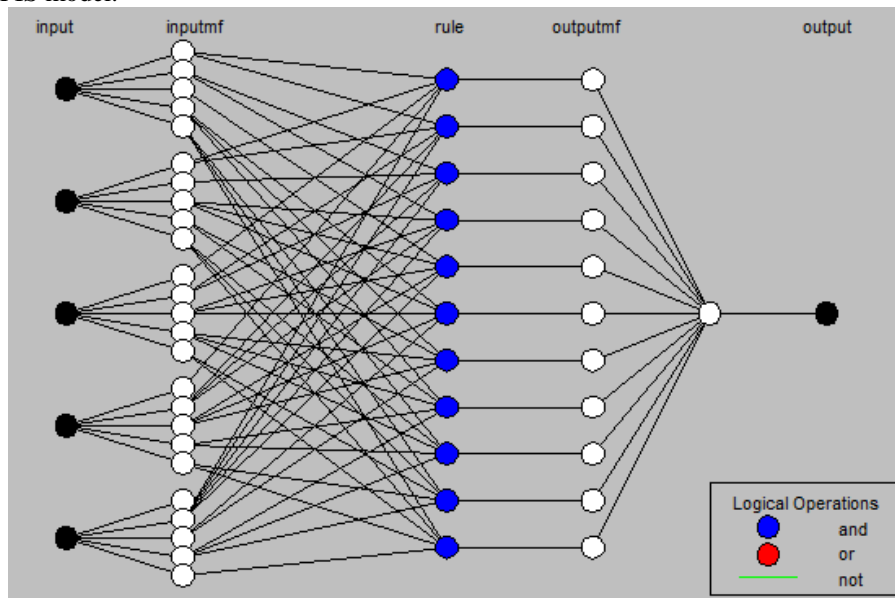 input inputmf rule outputmf output
Logical Operations
and
or
not